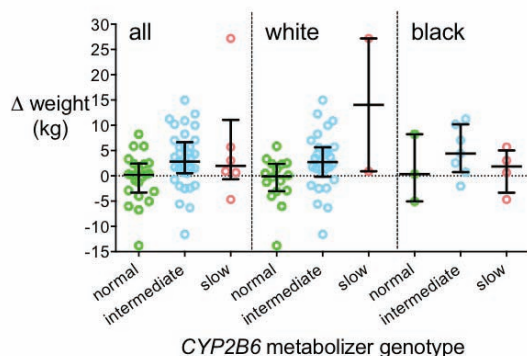 all white black
Δ weight
(kg)
30
25
20
15
10
5
0
-5
-10
-15
normal intermediate slow normal intermediate slow normal intermediate slow
CYP2B6 metabolizer genotype